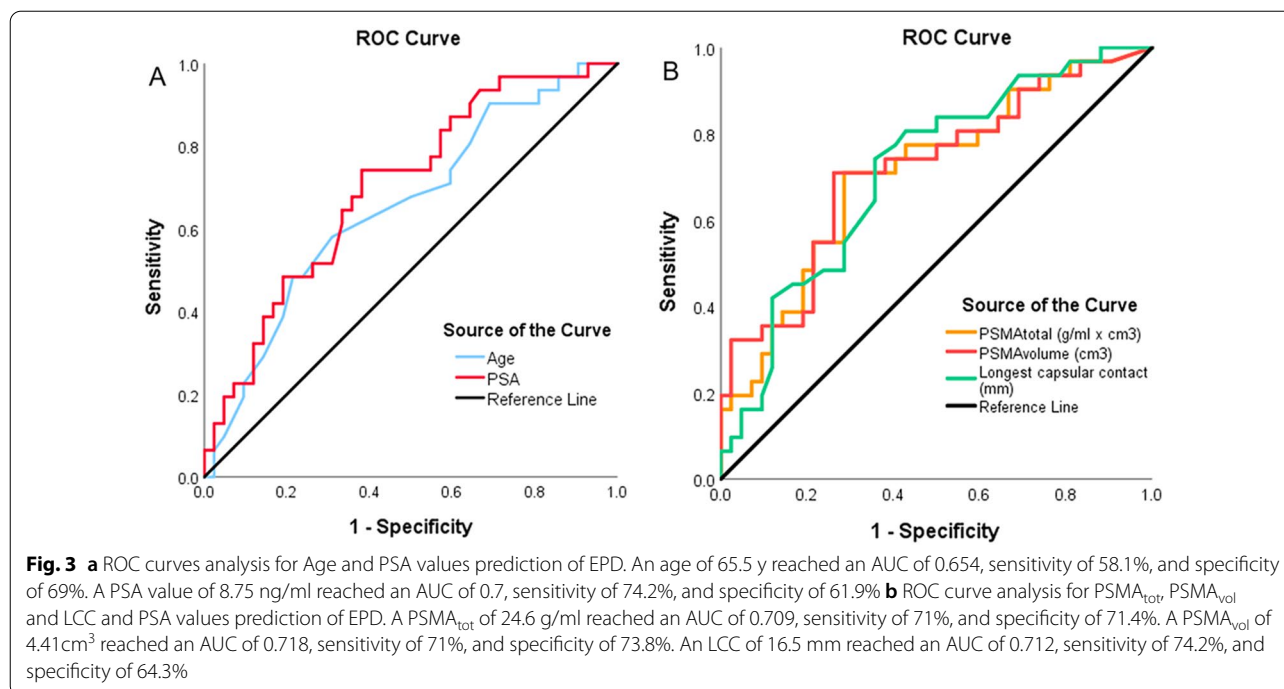 ROC Curve
A
1.0
0.8
0.6
0.4
0.2
0.0
Sensitivity
Source of the Curve
Age
PSA
Reference Line
0.0 0.2 0.4 0.6 0.8 1.0
1 - Specificity
ROC Curve
B
1.0
0.8
0.6
0.4
0.2
0.0
Sensitivity
Source of the Curve
PSMAtotal (g/ml x cm3)
PSMAvolume (cm3)
Longest capsular contact
(mm)
Reference Line
0.0 0.2 0.4 0.6 0.8 1.0
1 - Specificity
Fig. 3 a ROC curves analysis for Age and PSA values prediction of EPD. An age of 65.5 y reached an AUC of 0.654, sensitivity of 58.1%, and specificity
of 69%. A PSA value of 8.75 ng/ml reached an AUC of 0.7, sensitivity of 74.2%, and specificity of 61.9% b ROC curve analysis for PSMAtot, PSMAvol
and LCC and PSA values prediction of EPD. A PSMAtot of 24.6 g/ml reached an AUC of 0.709, sensitivity of 71%, and specificity of 71.4%. A PSMAvol of
4.41cm³ reached an AUC of 0.718, sensitivity of 71%, and specificity of 73.8%. An LCC of 16.5 mm reached an AUC of 0.712, sensitivity of 74.2%, and
specificity of 64.3%